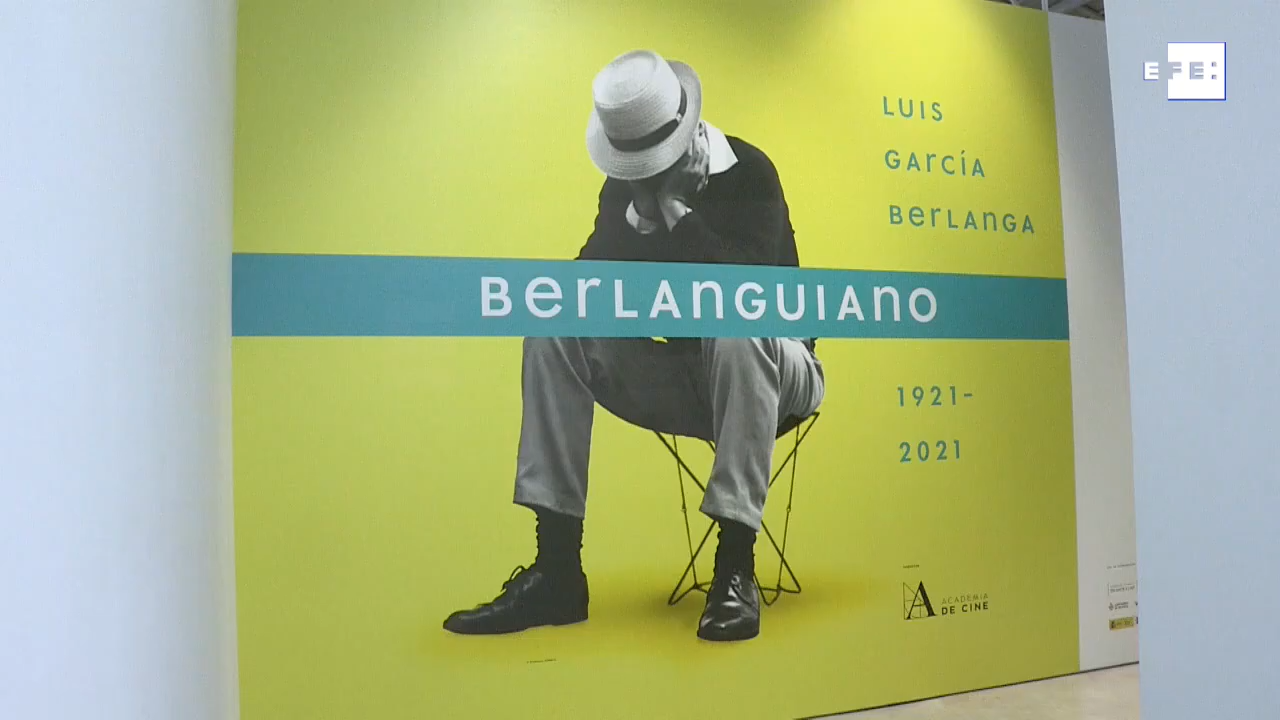 EFE:
LUIS
GARCÍA
BERLANGA
BERLANGUIANO
1921-
2021
ACADEMIA
DE CINE